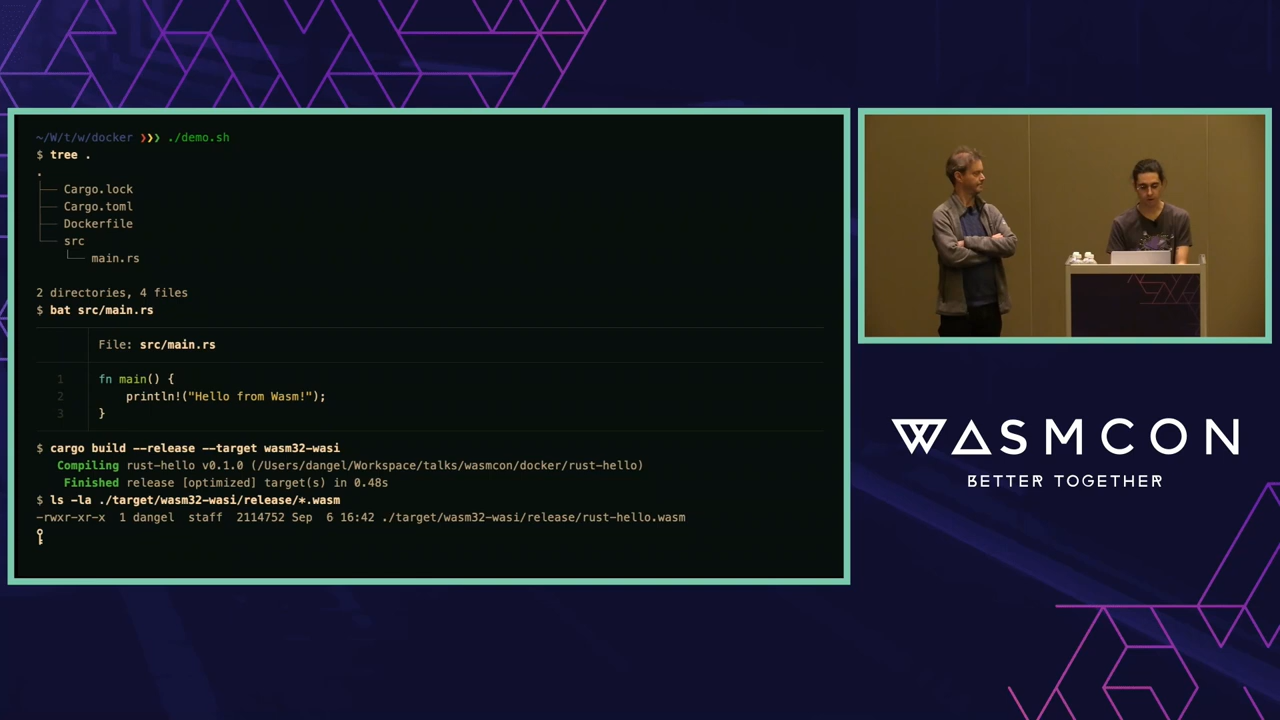 ~/W/t/w/docker ❯❯❯ ./demo.sh
$ tree .
.
├── Cargo.lock
├── Cargo.toml
├── Dockerfile
└── src
    └── main.rs
2 directories, 4 files
$ bat src/main.rs
File: src/main.rs
1 fn main() {
2     println!("Hello from Wasm!");
3 }
$ cargo build --release --target wasm32-wasi
   Compiling rust-hello v0.1.0 (/Users/dangel/Workspace/talks/wasmcon/docker/rust-hello)
    Finished release [optimized] target(s) in 0.48s
$ ls -la ./target/wasm32-wasi/release/*.wasm
-rwxr-xr-x  1 dangel  staff  2114752 Sep  6 16:42 ./target/wasm32-wasi/release/rust-hello.wasm
WASMCON
BETTER TOGETHER